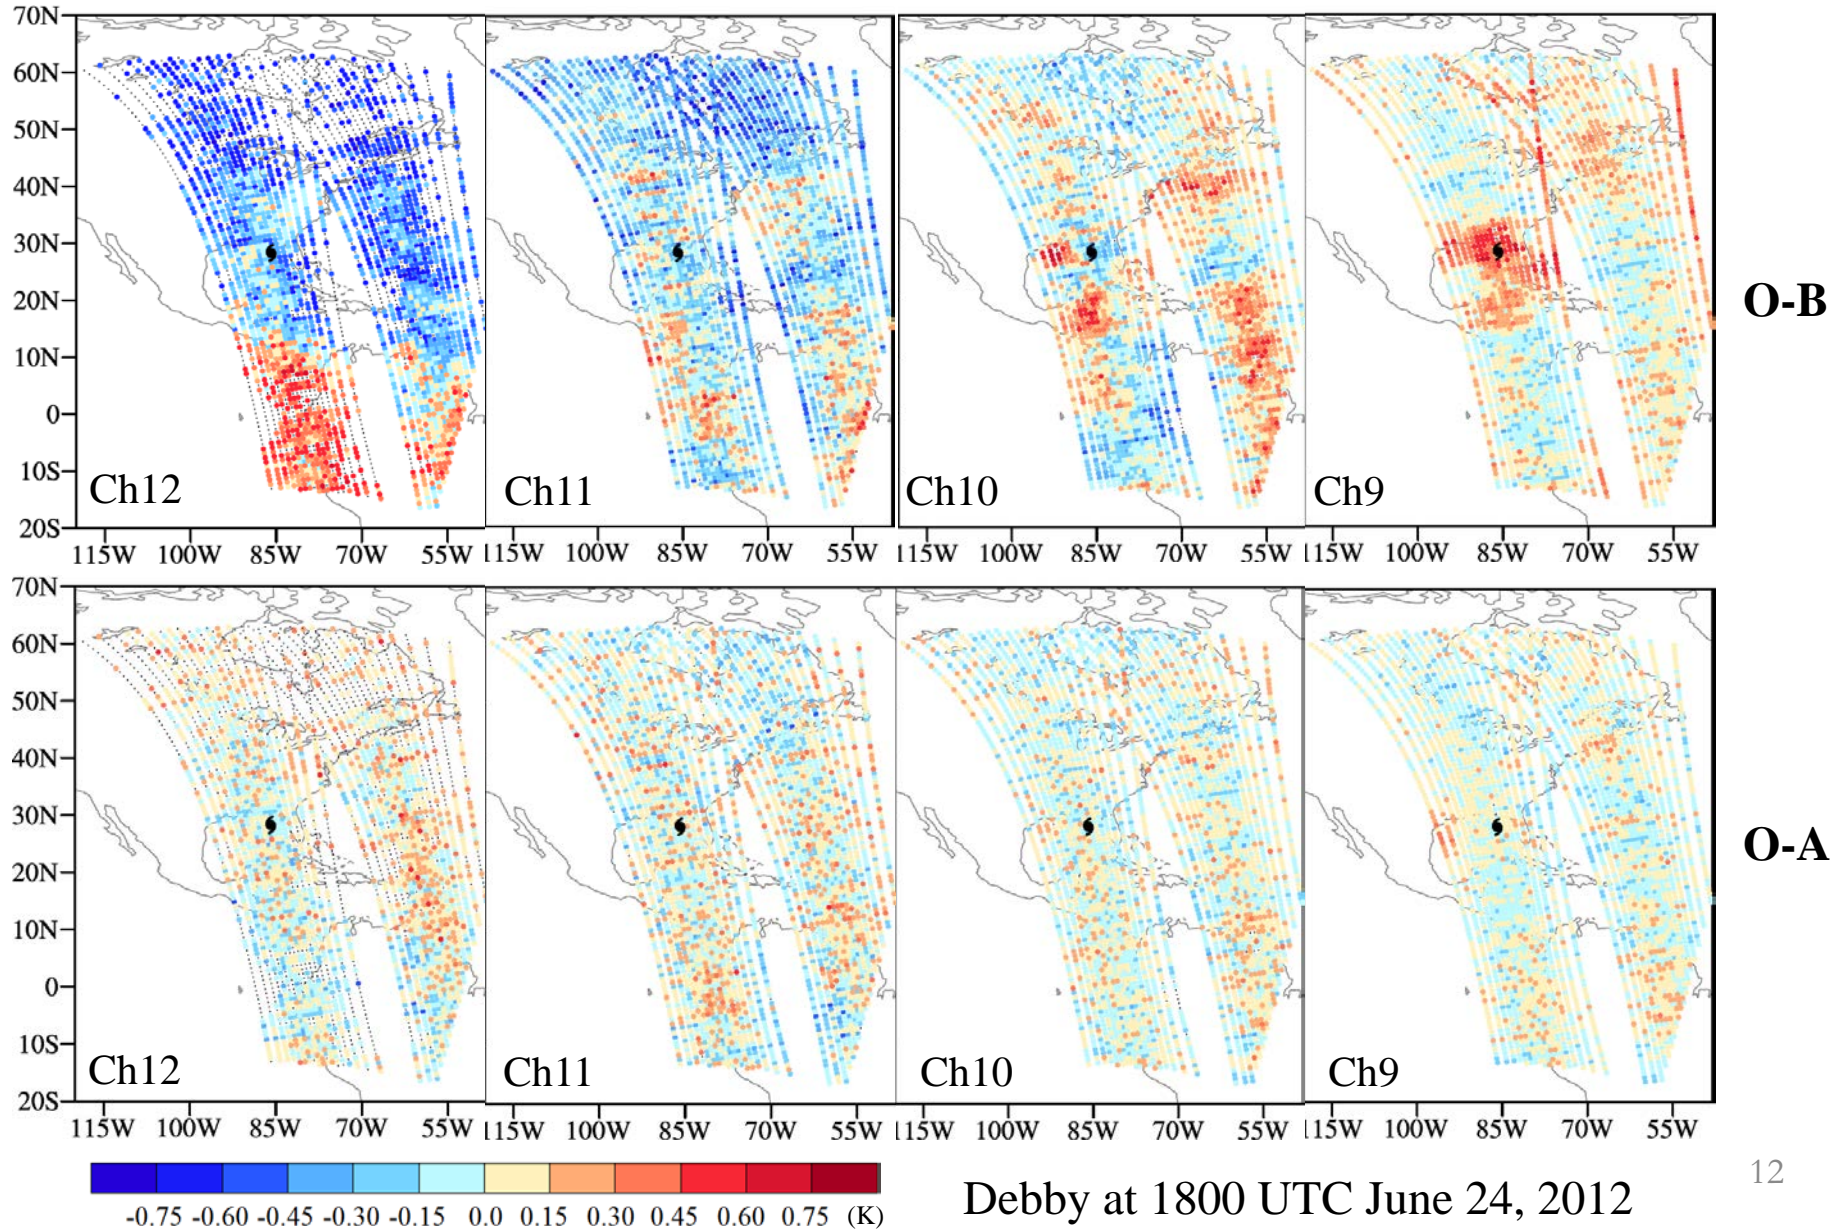 70N
60N
50N
40N
30N
20N
10N
0
10S
20S
Ch12
Ch11
Ch10
Ch9
O-B
115W 100W 85W 70W 55W
115W 100W 85W 70W 55W
115W 100W 85W 70W 55W
115W 100W 85W 70W 55W
70N
60N
50N
40N
30N
20N
10N
0
10S
20S
Ch12
Ch11
Ch10
Ch9
O-A
115W 100W 85W 70W 55W
115W 100W 85W 70W 55W
115W 100W 85W 70W 55W
115W 100W 85W 70W 55W
-0.75 -0.60 -0.45 -0.30 -0.15 0.0 0.15 0.30 0.45 0.60 0.75 (K)
Debby at 1800 UTC June 24, 2012
12